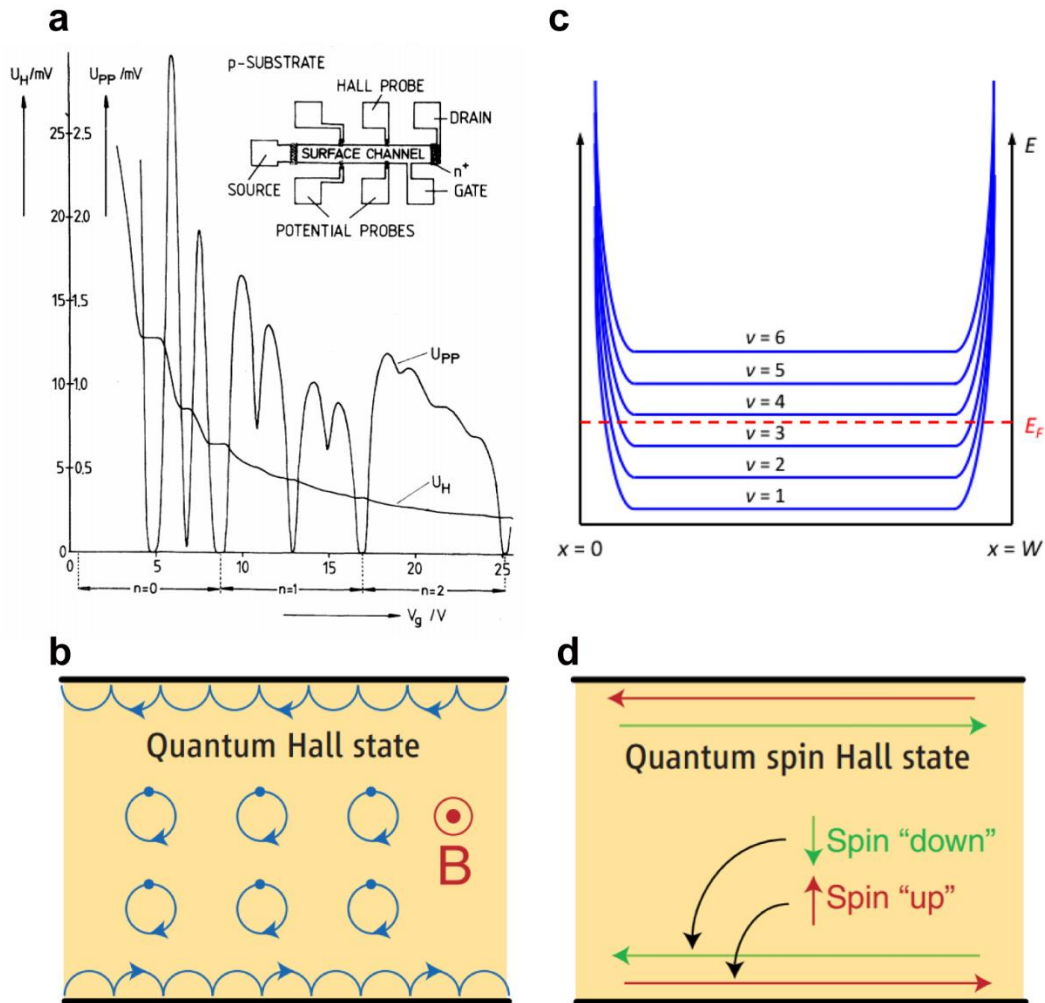 a
U_H/mV
U_PP/mV
p-SUBSTRATE
HALL PROBE
DRAIN
SURFACE CHANNEL
n+
SOURCE
GATE
POTENTIAL PROBES
25 2.5
20 2.0
15 1.5
10 1.0
5 0.5
0 0
U_PP
U_H
0 5 10 15 20 25
n=0 n=1 n=2
V_g /V
c
E
v = 6
v = 5
v = 4
E_F
v = 3
v = 2
v = 1
x = 0
x = W
b
Quantum Hall state
B
d
Quantum spin Hall state
Spin “down”
Spin “up”